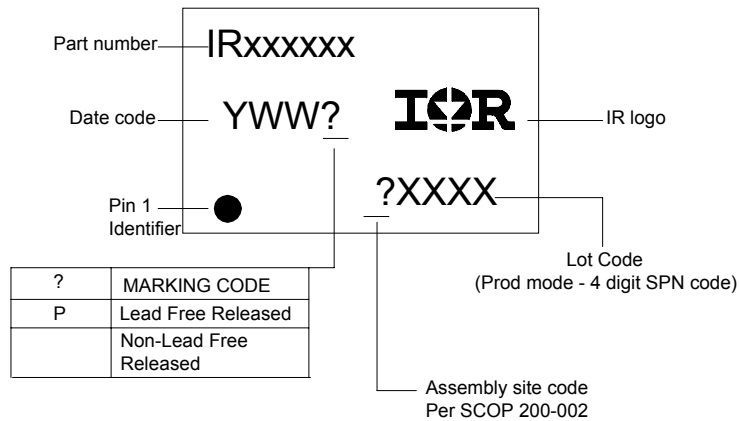 Part number
IRxxxxxx
Date code
YWW?
IOR
IR logo
?XXXX
Pin 1
Identifier
Lot Code
(Prod mode - 4 digit SPN code)
? MARKING CODE
P Lead Free Released
Non-Lead Free
Released
Assembly site code
Per SCOP 200-002